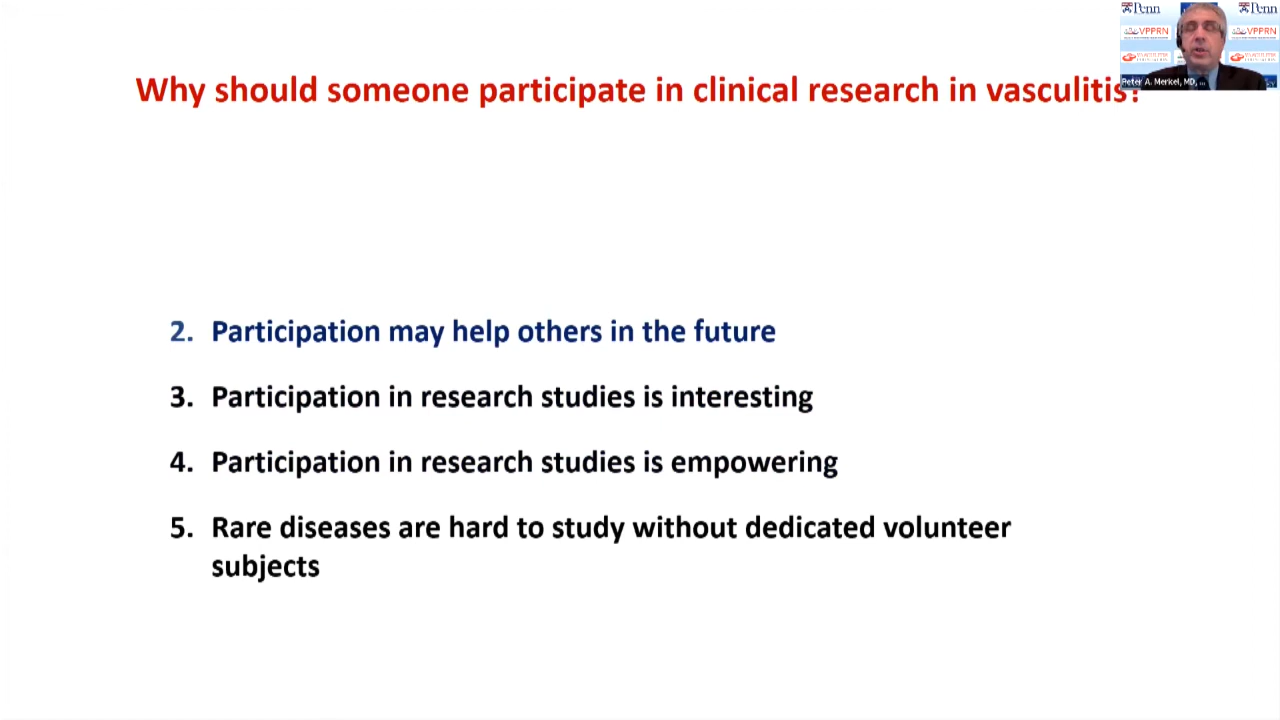 Penn
Penn
VPPRN
VPPRN
Peter A. Merkel, MD, ...
Why should someone participate in clinical research in vasculitis?
2. Participation may help others in the future
3. Participation in research studies is interesting
4. Participation in research studies is empowering
5. Rare diseases are hard to study without dedicated volunteer
subjects